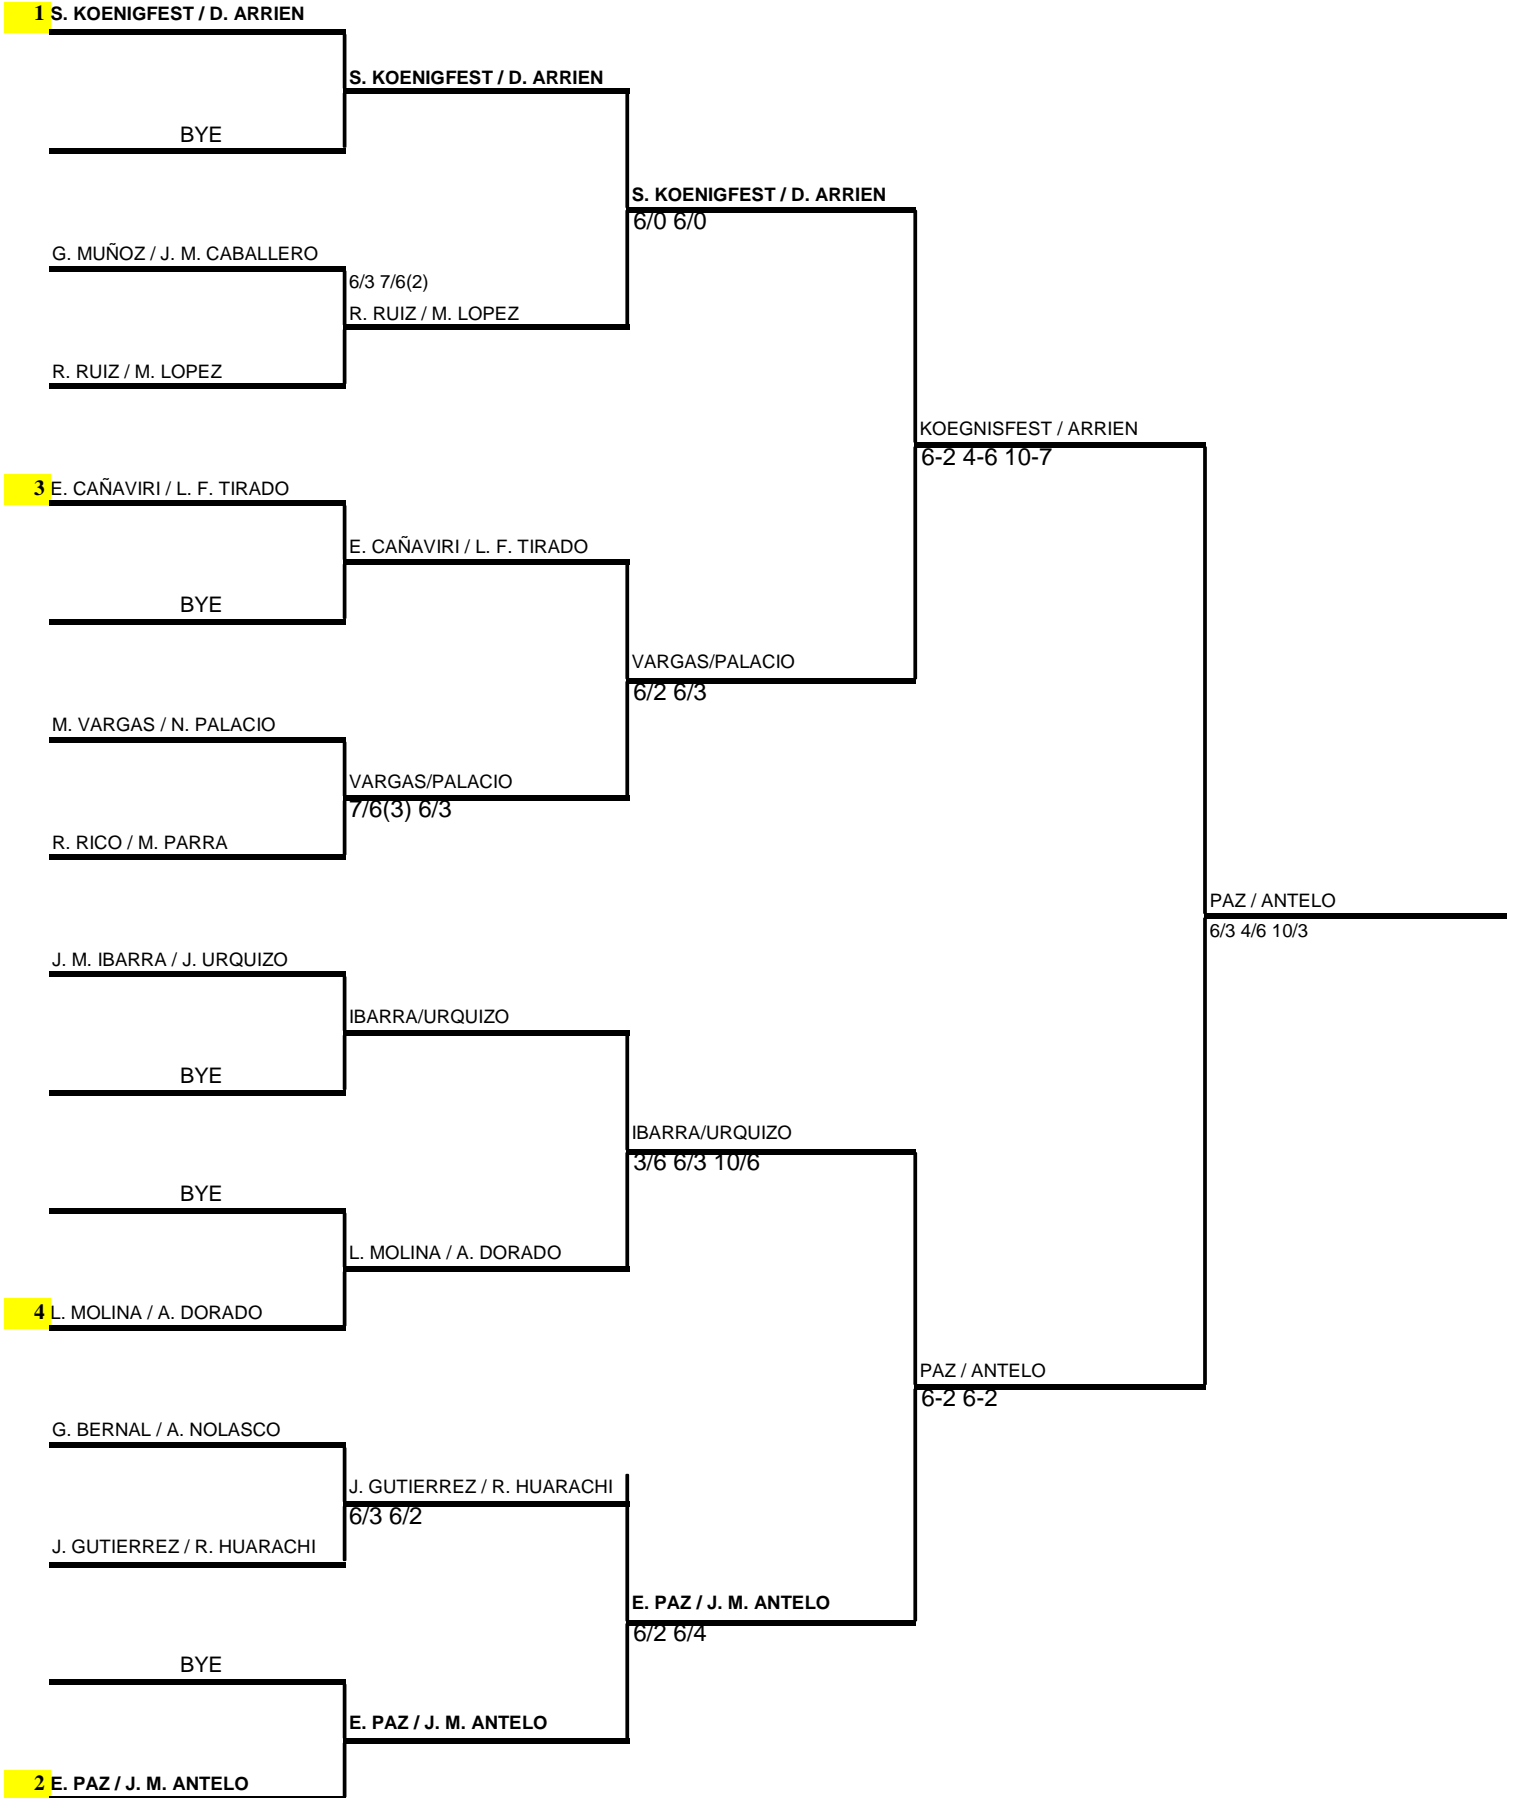 1 S. KOENIGFEST / D. ARRIEN
S. KOENIGFEST / D. ARRIEN
BYE
S. KOENIGFEST / D. ARRIEN
6/0 6/0
G. MUÑOZ / J. M. CABALLERO
6/3 7/6(2)
R. RUIZ / M. LOPEZ
R. RUIZ / M. LOPEZ
KOEGNISFEST / ARRIEN
6-2 4-6 10-7
3 E. CAÑAVIRI / L. F. TIRADO
E. CAÑAVIRI / L. F. TIRADO
BYE
VARGAS/PALACIO
6/2 6/3
M. VARGAS / N. PALACIO
VARGAS/PALACIO
7/6(3) 6/3
R. RICO / M. PARRA
PAZ / ANTELO
6/3 4/6 10/3
J. M. IBARRA / J. URQUIZO
IBARRA/URQUIZO
BYE
IBARRA/URQUIZO
3/6 6/3 10/6
BYE
L. MOLINA / A. DORADO
4 L. MOLINA / A. DORADO
PAZ / ANTELO
6-2 6-2
G. BERNAL / A. NOLASCO
J. GUTIERREZ / R. HUARACHI
6/3 6/2
J. GUTIERREZ / R. HUARACHI
E. PAZ / J. M. ANTELO
6/2 6/4
BYE
E. PAZ / J. M. ANTELO
2 E. PAZ / J. M. ANTELO